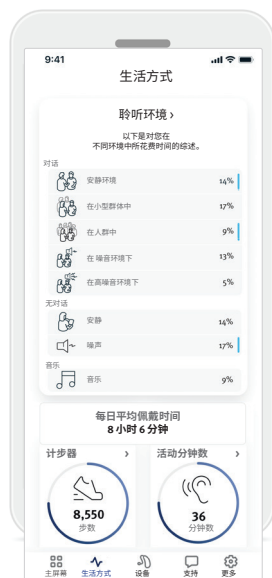 9:41
生活方式
聆听环境 ›
以下是对您在
不同环境中所花费时间的综述。
对话
安静环境 14%
在小型群体中 17%
在人群中 9%
在 噪音环境下 13%
在高噪音环境下 5%
无对话
安静 14%
噪声 17%
音乐
音乐 9%
每日平均佩戴时间
8 小时 6 分钟
计步器 ›
活动分钟数 ›
8,550
步数
36
分钟数
主屏幕 生活方式 设备 支持 更多